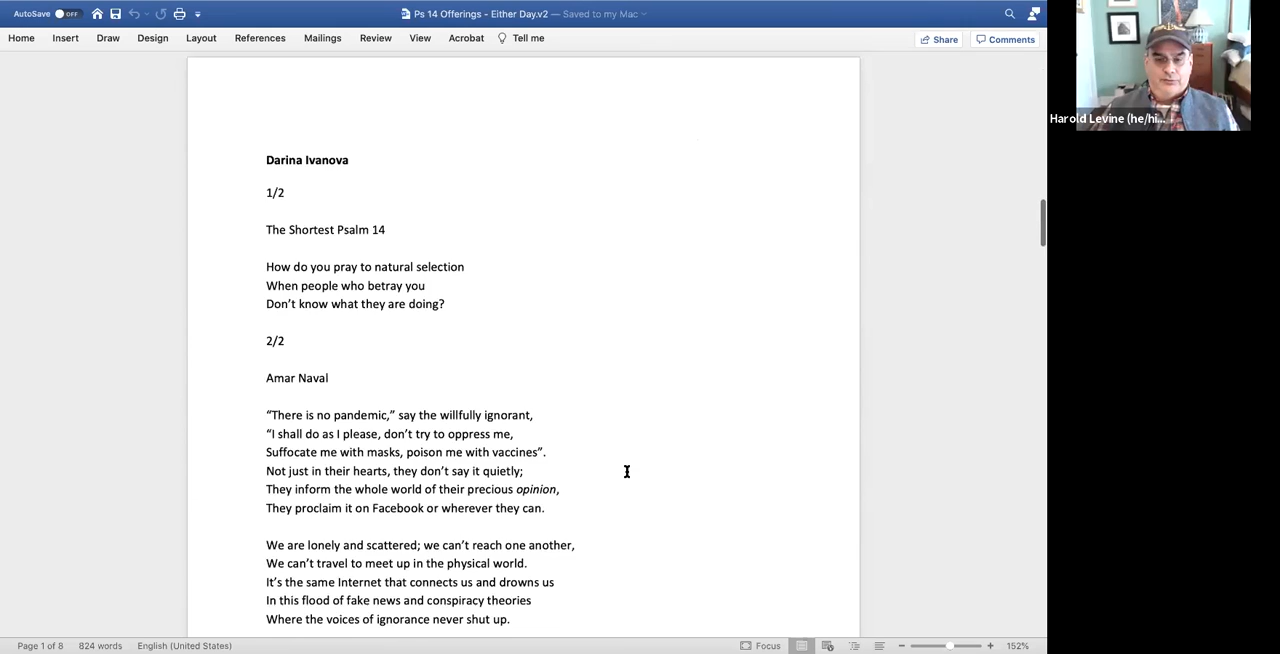 AutoSave OFF
Ps 14 Offerings - Either Day.v2 — Saved to my Mac
Home Insert Draw Design Layout References Mailings Review View Acrobat Tell me
Share Comments
Harold Levine (he/hi...
Darina Ivanova
1/2
The Shortest Psalm 14
How do you pray to natural selection
When people who betray you
Don’t know what they are doing?
2/2
Amar Naval
“There is no pandemic,” say the willfully ignorant,
“I shall do as I please, don’t try to oppress me,
Suffocate me with masks, poison me with vaccines”.
Not just in their hearts, they don’t say it quietly;
They inform the whole world of their precious opinion,
They proclaim it on Facebook or wherever they can.
We are lonely and scattered; we can’t reach one another,
We can’t travel to meet up in the physical world.
It’s the same Internet that connects us and drowns us
In this flood of fake news and conspiracy theories
Where the voices of ignorance never shut up.
Page 1 of 8 824 words English (United States) Focus 152%